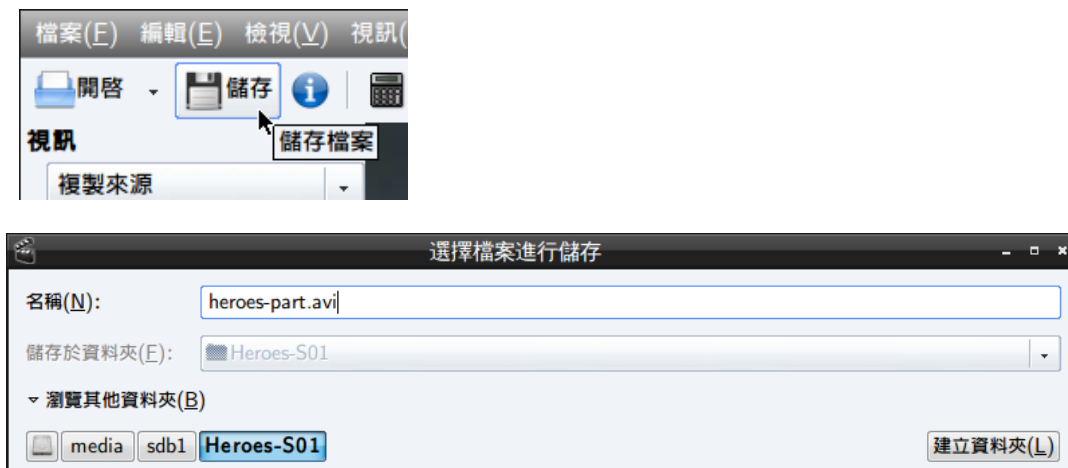 檔案(F) 編輯(E) 檢視(V) 視訊(
開啓 儲存
視訊 儲存檔案
複製來源
選擇檔案進行儲存
名稱(N): heroes-part.avi
儲存於資料夾(F): Heroes-S01
瀏覽其他資料夾(B)
media sdb1 Heroes-S01 建立資料夾(L)